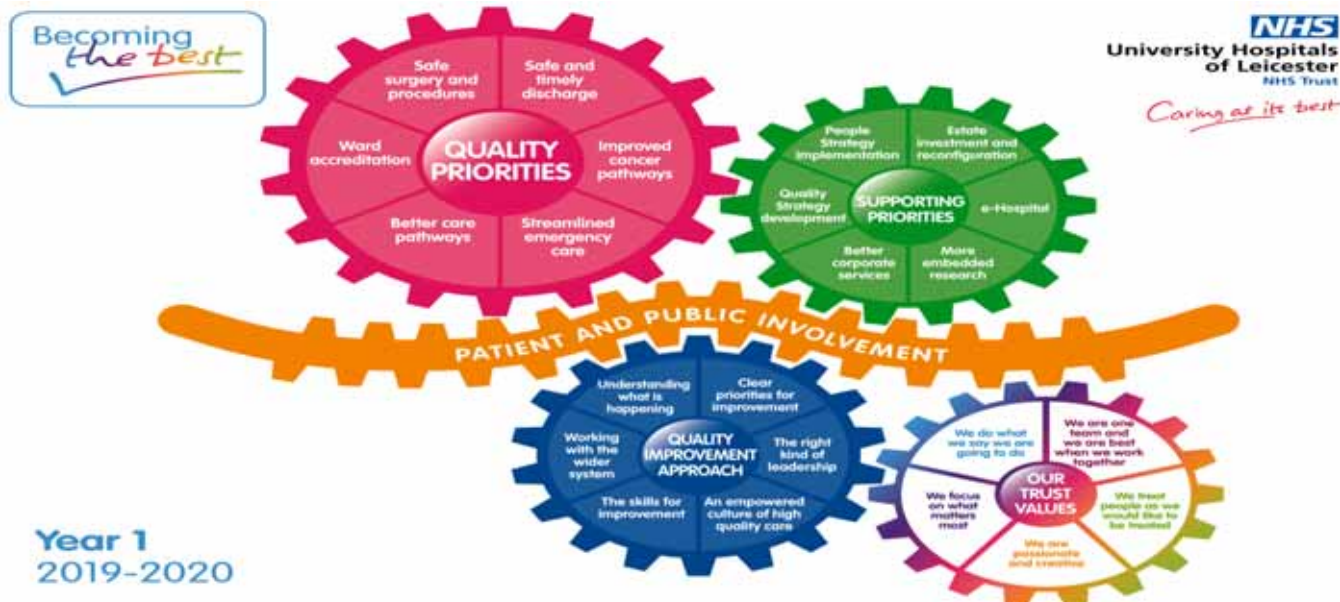 Becoming
the best
NHS
University Hospitals
of Leicester
NHS Trust
Caring at its best
Safe
surgery and
procedures
Safe and
timely
discharge
Ward
accreditation
QUALITY
PRIORITIES
Improved
cancer
pathways
Better care
pathways
Streamlined
emergency
care
People
Strategy
implementation
Estate
investment and
reconfiguration
Quality
Strategy
development
SUPPORTING
PRIORITIES
e-Hospital
Better
corporate
services
More
embedded
research
PATIENT AND PUBLIC INVOLVEMENT
Understanding
what is
happening
Clear
priorities for
improvement
Working
with the
wider
system
QUALITY
IMPROVEMENT
APPROACH
The right
kind of
leadership
The skills for
improvement
An empowered
culture of high
quality care
We do what
we say we are
going to do
We are one
team and
we are best
when we work
together
We focus
on what
matters
most
OUR
TRUST
VALUES
We treat
people as we
would like to
be treated
We are
passionate
and creative
Year 1
2019-2020